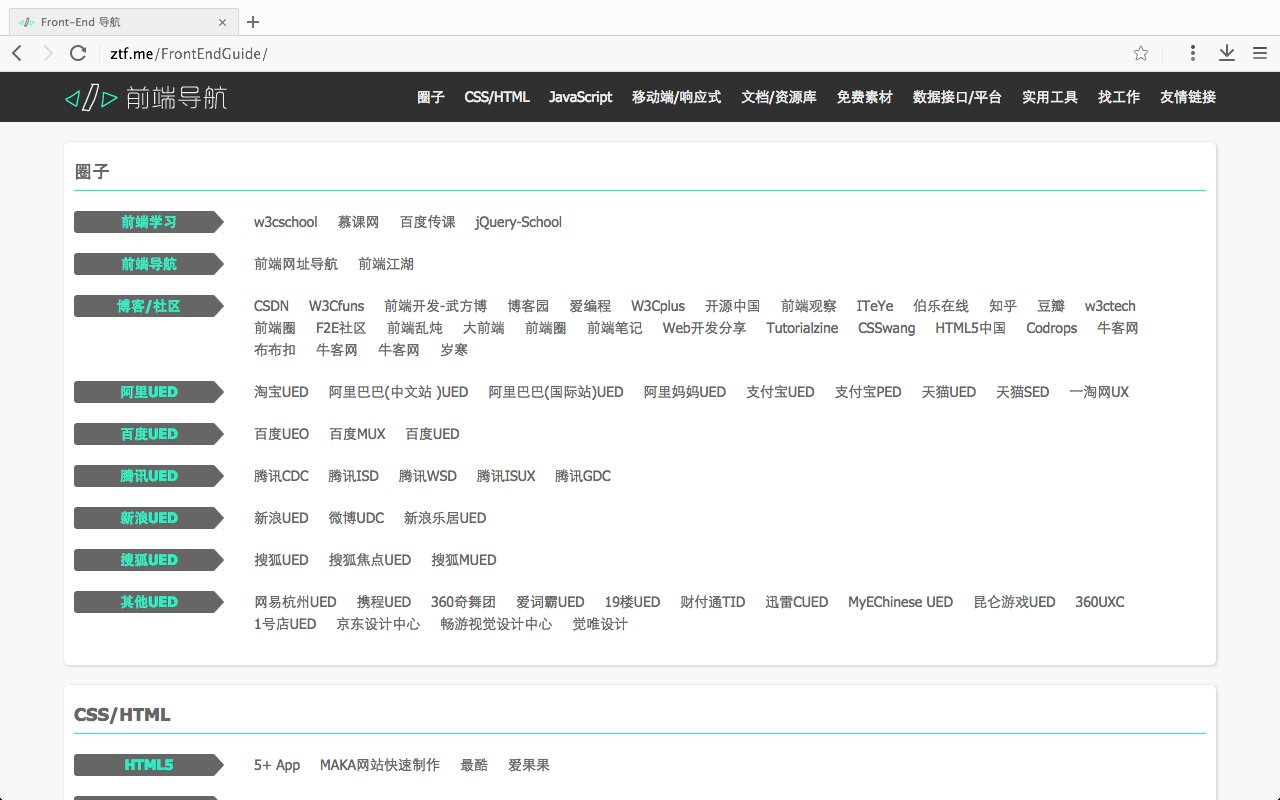 Front-End 导航
ztf.me/FrontEndGuide/
前端导航 圈子 CSS/HTML JavaScript 移动端/响应式 文档/资源库 免费素材 数据接口/平台 实用工具 找工作 友情链接
圈子
前端学习 w3cschool 慕课网 百度传课 jQuery-School
前端导航 前端网址导航 前端江湖
博客/社区 CSDN W3Cfuns 前端开发-武方博 博客园 爱编程 W3Cplus 开源中国 前端观察 ITeYe 伯乐在线 知乎 豆瓣 w3ctech
前端圈 F2E社区 前端乱炖 大前端 前端圈 前端笔记 Web开发分享 Tutorialzine CSSwang HTML5中国 Codrops 牛客网
布布扣 牛客网 牛客网 岁寒
阿里UED 淘宝UED 阿里巴巴(中文站 )UED 阿里巴巴(国际站)UED 阿里妈妈UED 支付宝UED 支付宝PED 天猫UED 天猫SED 一淘网UX
百度UED 百度UEO 百度MUX 百度UED
腾讯UED 腾讯CDC 腾讯ISD 腾讯WSD 腾讯ISUX 腾讯GDC
新浪UED 新浪UED 微博UDC 新浪乐居UED
搜狐UED 搜狐UED 搜狐焦点UED 搜狐MUED
其他UED 网易杭州UED 携程UED 360奇舞团 爱词霸UED 19楼UED 财付通TID 迅雷CUED MyEChinese UED 昆仑游戏UED 360UXC
1号店UED 京东设计中心 畅游视觉设计中心 觉唯设计
CSS/HTML
HTML5 5+ App MAKA网站快速制作 最酷 爱果果